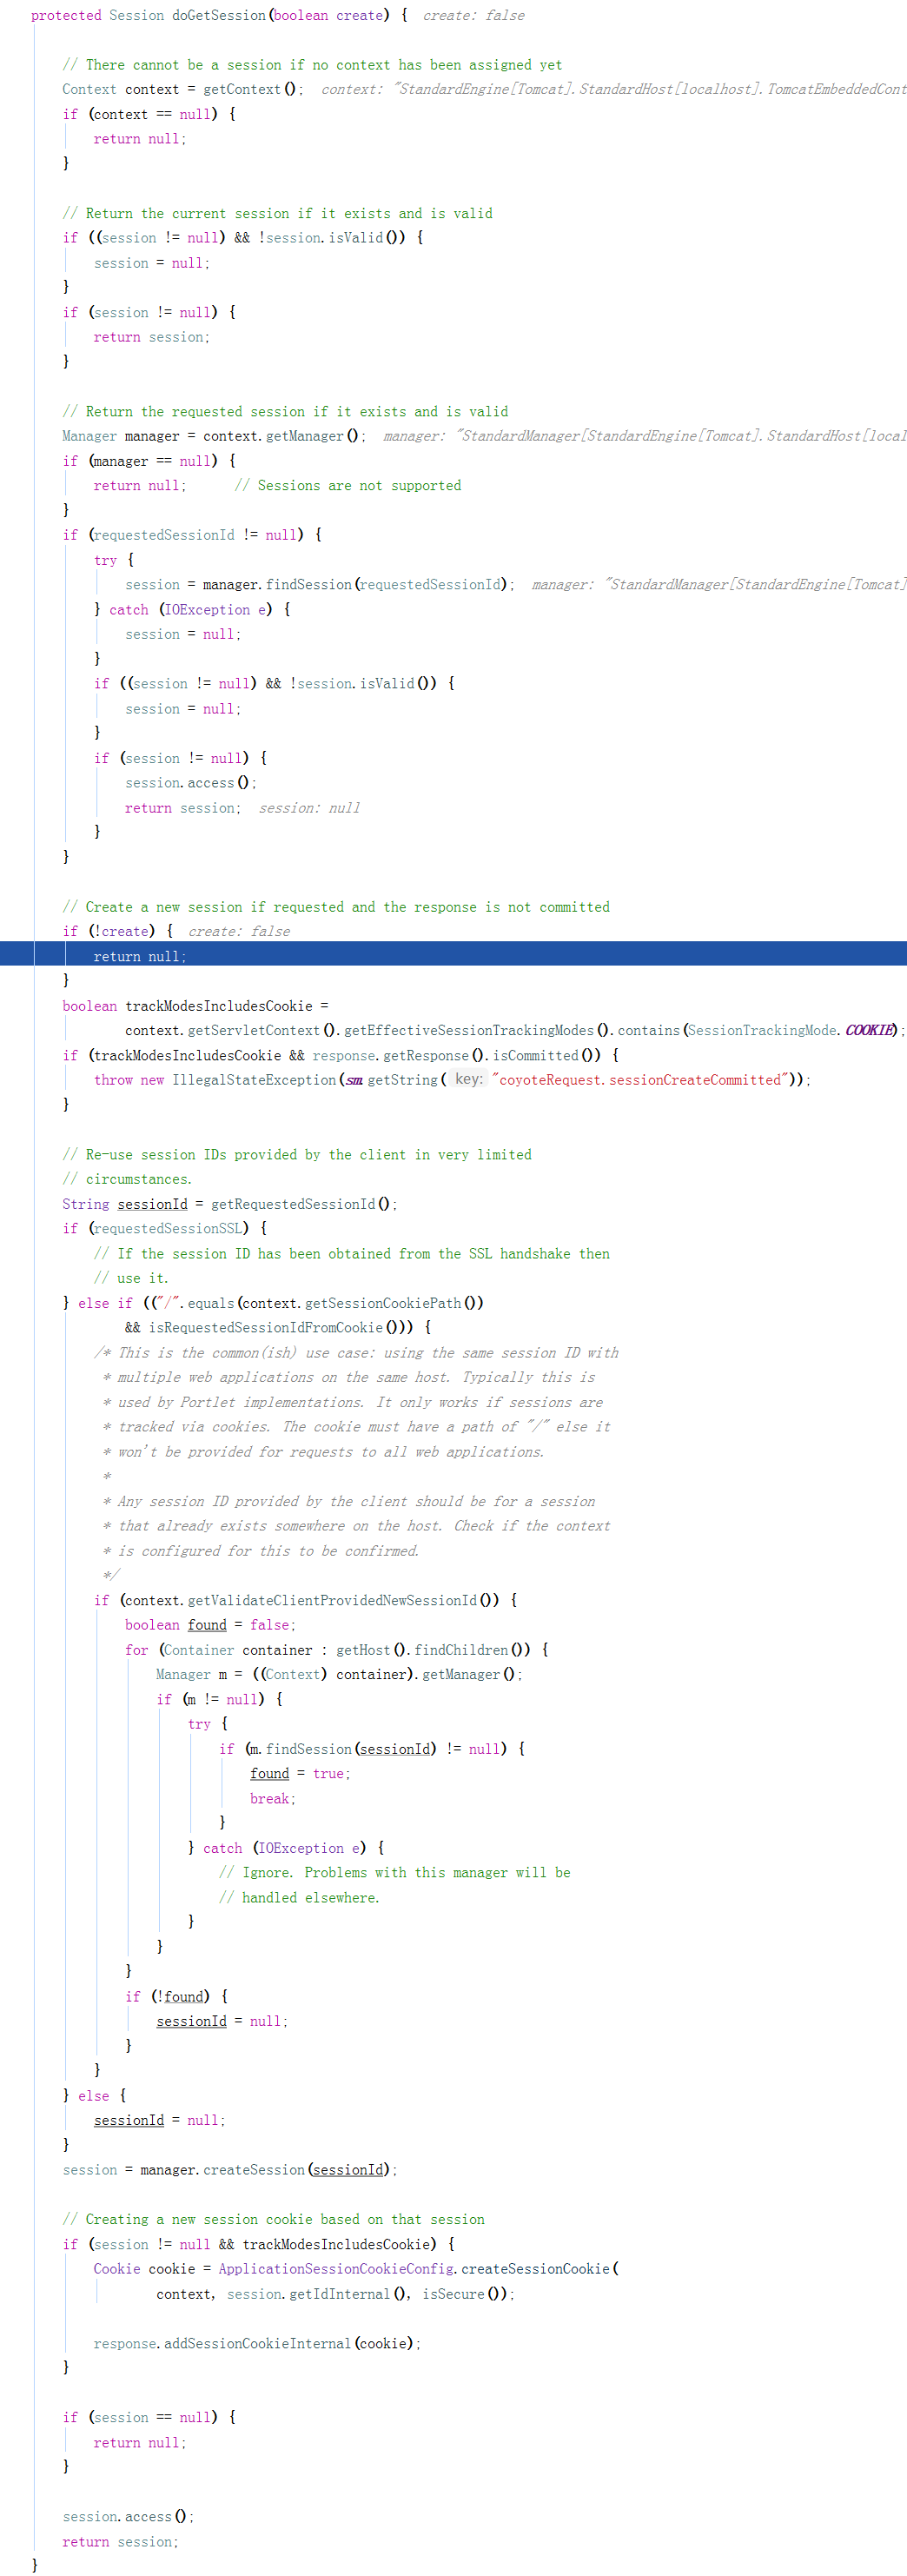 protected Session doGetSession(boolean create) {  create: false

    // There cannot be a session if no context has been assigned yet
    Context context = getContext();  context: "StandardEngine[Tomcat].StandardHost[localhost].TomcatEmbeddedCont
    if (context == null) {
        return null;
    }

    // Return the current session if it exists and is valid
    if ((session != null) && !session.isValid()) {
        session = null;
    }
    if (session != null) {
        return session;
    }

    // Return the requested session if it exists and is valid
    Manager manager = context.getManager();  manager: "StandardManager[StandardEngine[Tomcat].StandardHost[local
    if (manager == null) {
        return null;      // Sessions are not supported
    }
    if (requestedSessionId != null) {
        try {
            session = manager.findSession(requestedSessionId);  manager: "StandardManager[StandardEngine[Tomcat]
        } catch (IOException e) {
            session = null;
        }
        if ((session != null) && !session.isValid()) {
            session = null;
        }
        if (session != null) {
            session.access();
            return session;  session: null
        }
    }

    // Create a new session if requested and the response is not committed
    if (!create) {  create: false
        return null;
    }
    boolean trackModesIncludesCookie =
            context.getServletContext().getEffectiveSessionTrackingModes().contains(SessionTrackingMode.COOKIE);
    if (trackModesIncludesCookie && response.getResponse().isCommitted()) {
        throw new IllegalStateException(sm.getString( key: "coyoteRequest.sessionCreateCommitted"));
    }

    // Re-use session IDs provided by the client in very limited
    // circumstances.
    String sessionId = getRequestedSessionId();
    if (requestedSessionSSL) {
        // If the session ID has been obtained from the SSL handshake then
        // use it.
    } else if (("/".equals(context.getSessionCookiePath())
            && isRequestedSessionIdFromCookie())) {
        /* This is the common(ish) use case: using the same session ID with
         * multiple web applications on the same host. Typically this is
         * used by Portlet implementations. It only works if sessions are
         * tracked via cookies. The cookie must have a path of "/" else it
         * won't be provided for requests to all web applications.
         *
         * Any session ID provided by the client should be for a session
         * that already exists somewhere on the host. Check if the context
         * is configured for this to be confirmed.
         */
        if (context.getValidateClientProvidedNewSessionId()) {
            boolean found = false;
            for (Container container : getHost().findChildren()) {
                Manager m = ((Context) container).getManager();
                if (m != null) {
                    try {
                        if (m.findSession(sessionId) != null) {
                            found = true;
                            break;
                        }
                    } catch (IOException e) {
                        // Ignore. Problems with this manager will be
                        // handled elsewhere.
                    }
                }
            }
            if (!found) {
                sessionId = null;
            }
        }
    } else {
        sessionId = null;
    }
    session = manager.createSession(sessionId);

    // Creating a new session cookie based on that session
    if (session != null && trackModesIncludesCookie) {
        Cookie cookie = ApplicationSessionCookieConfig.createSessionCookie(
                context, session.getIdInternal(), isSecure());

        response.addSessionCookieInternal(cookie);
    }

    if (session == null) {
        return null;
    }

    session.access();
    return session;
}